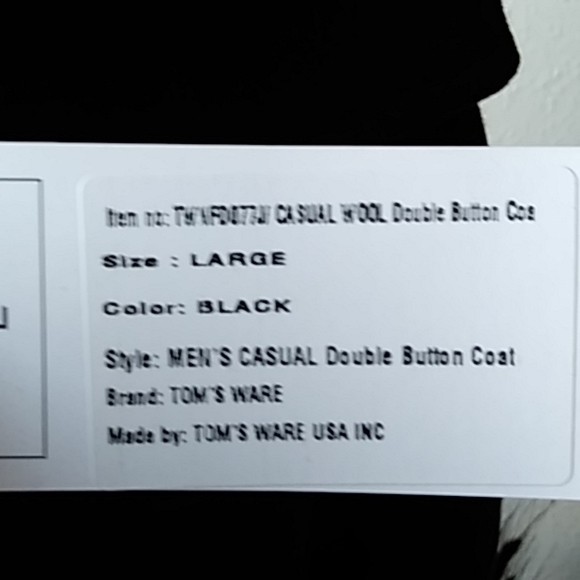 Item no: CASUAL WOOL Double Button Coa
Size : LARGE
Color: BLACK
Style: MEN'S CASUAL Double Button Coat
Brand: TOM'S WARE
Made by: TOM'S WARE USA INC